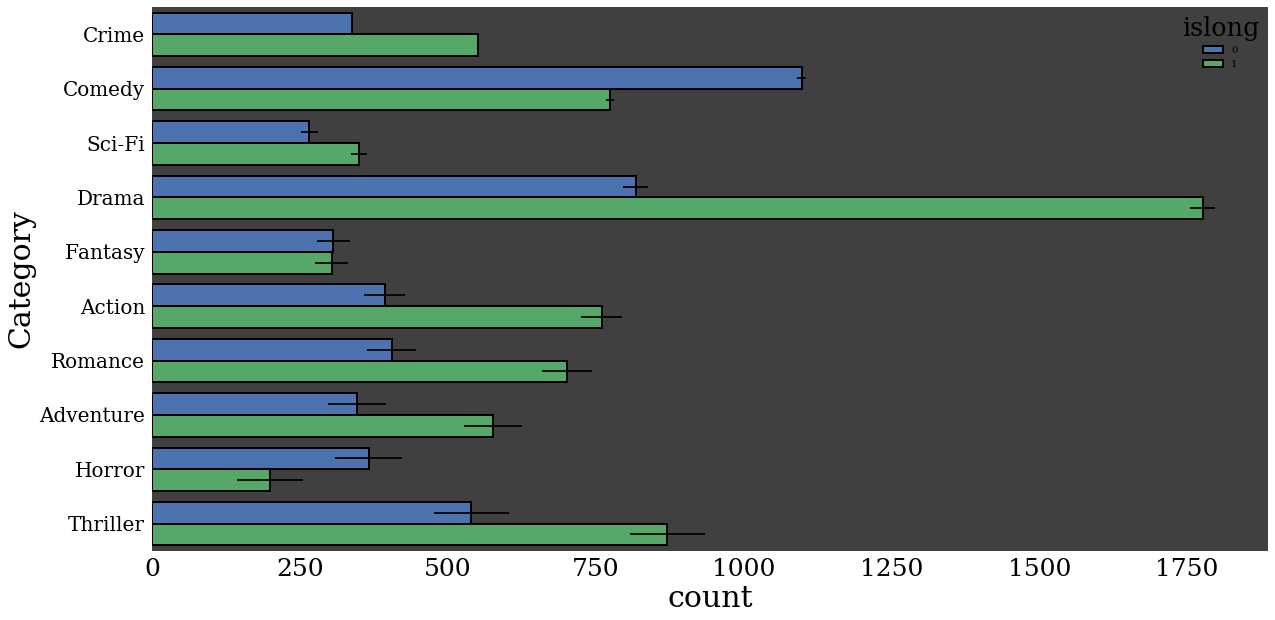 islong
0
1
Crime
Comedy
Sci-Fi
Drama
Fantasy
Action
Romance
Adventure
Horror
Thriller
Category
0 250 500 750 1000 1250 1500 1750
count